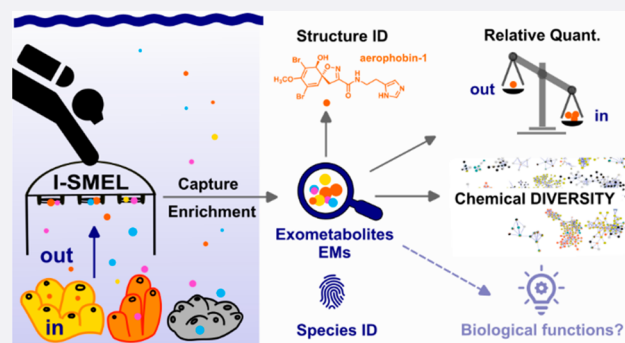 Structure ID
Relative Quant.
Br
OH
O
N
aerophobin-1
H₃CO
Br
O
H
N
HN
N
out
in
I-SMEL
Capture
Enrichment
Chemical DIVERSITY
out
Exometabolites
EMs
in
Species ID
Biological functions?